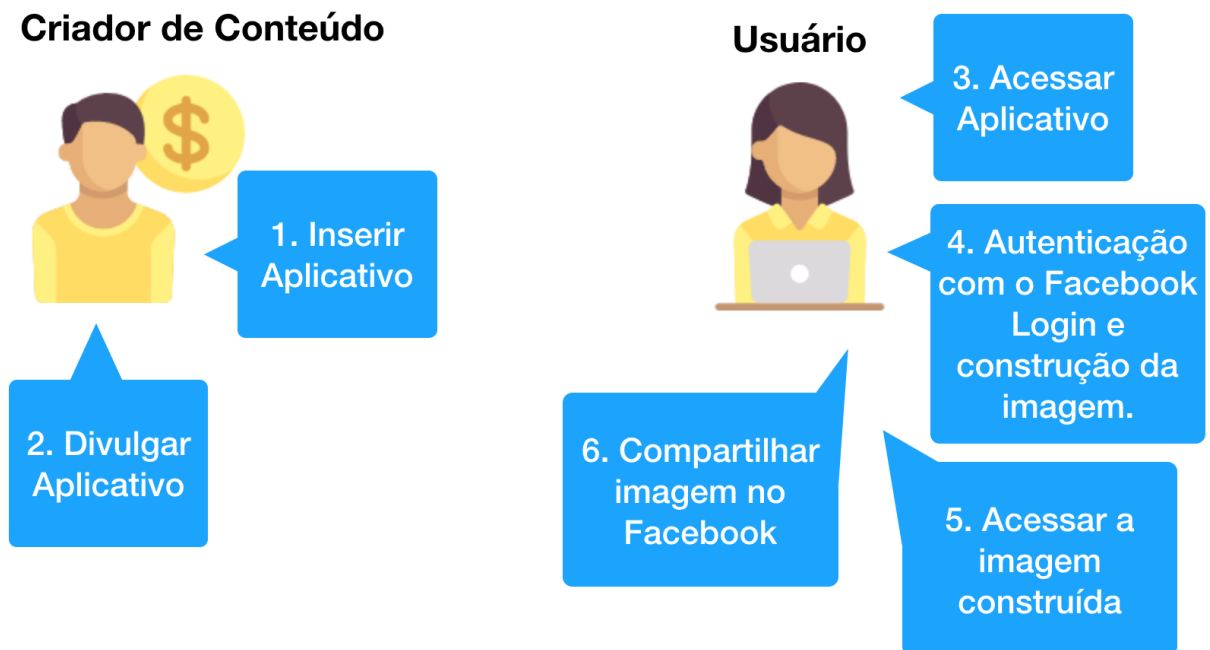 Criador de Conteúdo
$
1. Inserir
Aplicativo
2. Divulgar
Aplicativo
Usuário
3. Acessar
Aplicativo
4. Autenticação
com o Facebook
Login e
construção da
imagem.
5. Acessar a
imagem
construída
6. Compartilhar
imagem no
Facebook